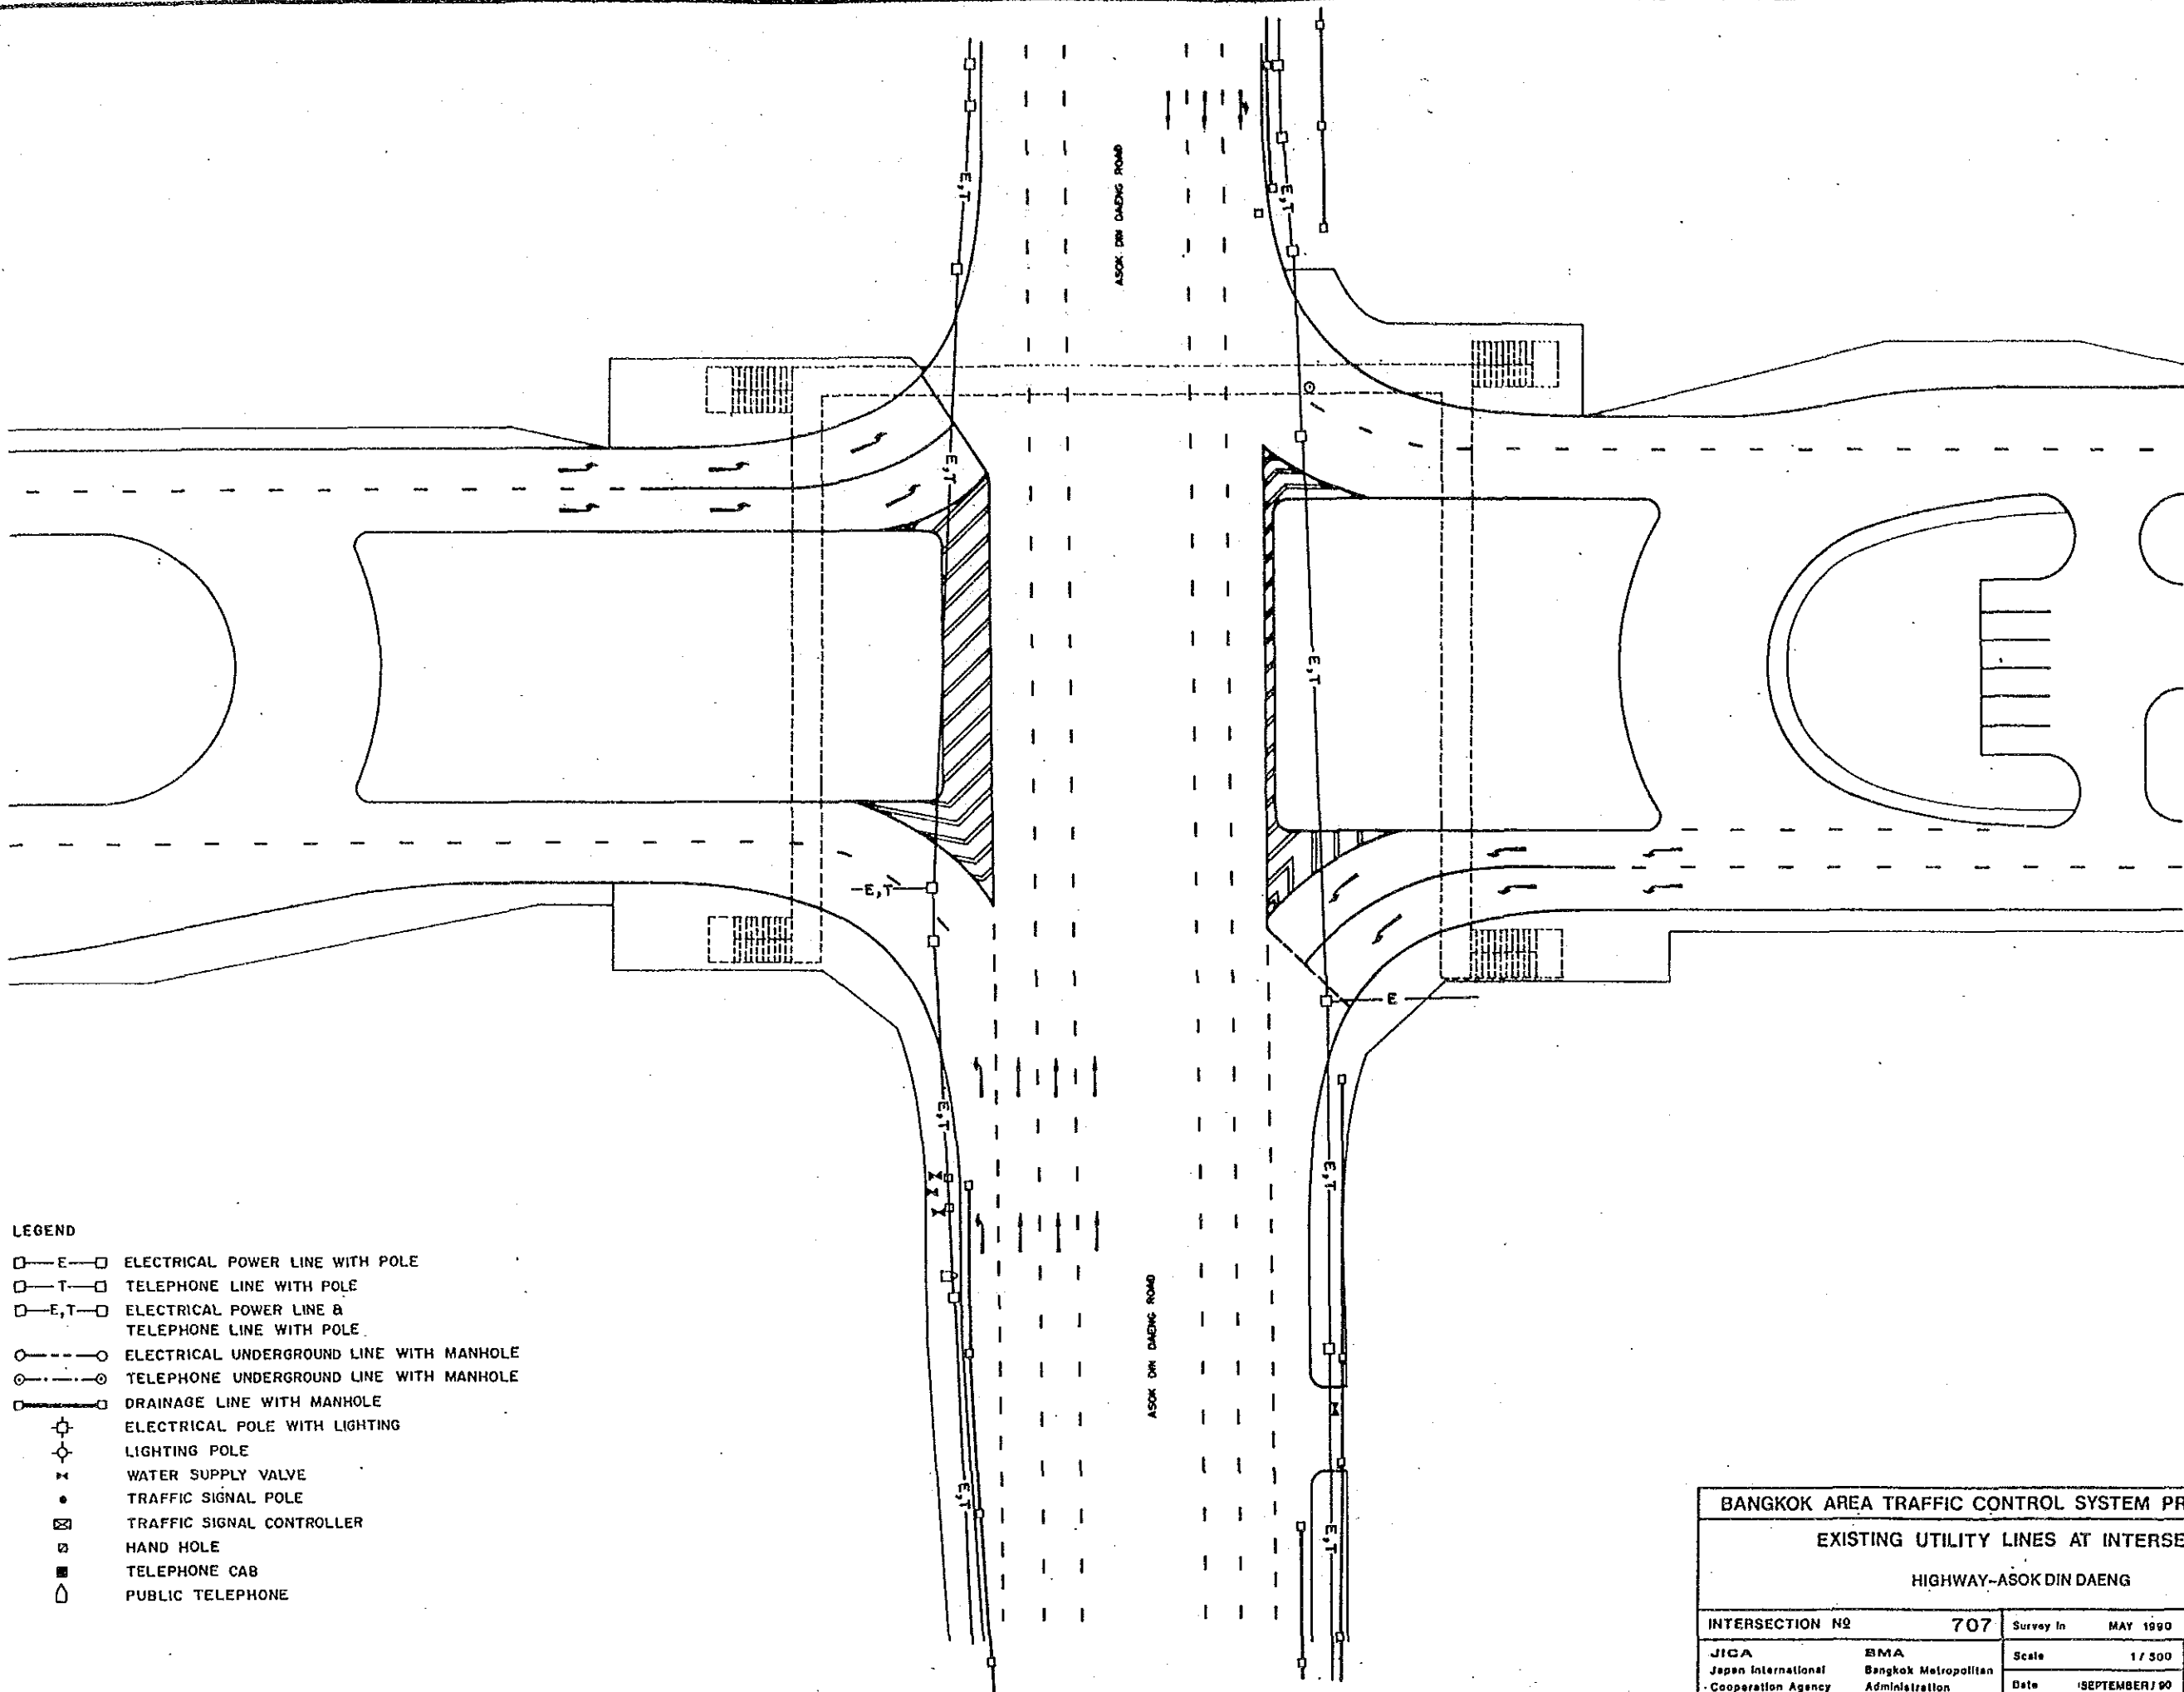 ASOK DIN DAENG ROAD
E,T
E,T
E,T
E,T
E,T
E
E,T
E,T
E,T
E,T
ASOK DIN DAENG ROAD
LEGEND
E ELECTRICAL POWER LINE WITH POLE
T TELEPHONE LINE WITH POLE
E,T ELECTRICAL POWER LINE &
TELEPHONE LINE WITH POLE
ELECTRICAL UNDERGROUND LINE WITH MANHOLE
TELEPHONE UNDERGROUND LINE WITH MANHOLE
DRAINAGE LINE WITH MANHOLE
ELECTRICAL POLE WITH LIGHTING
LIGHTING POLE
WATER SUPPLY VALVE
TRAFFIC SIGNAL POLE
TRAFFIC SIGNAL CONTROLLER
HAND HOLE
TELEPHONE CAB
PUBLIC TELEPHONE
BANGKOK AREA TRAFFIC CONTROL SYSTEM PR
EXISTING UTILITY LINES AT INTERSE
HIGHWAY-ASOK DIN DAENG
INTERSECTION Nº 707
Survey in MAY 1990
JICA
Japan International
Cooperation Agency
BMA
Bangkok Metropolitan
Administration
Scale 1/500
Date SEPTEMBER/90